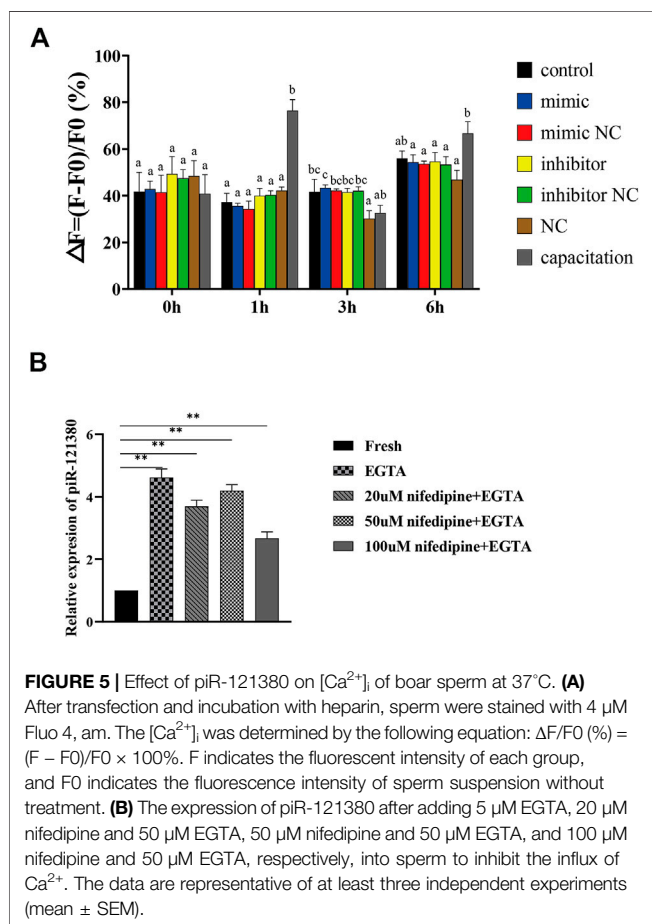 A
ΔF=(F-F0)/F0 (%)
100
80
60
40
20
0
a a a a a a a
a a a a a a b
bc c c bc bc a ab
ab a a a a a b
0h 1h 3h 6h
control
mimic
mimic NC
inhibitor
inhibitor NC
NC
capacitation
B
Relative expresion of piR-121380
6
4
2
0
**
**
**
**
Fresh
EGTA
20uM nifedipine+EGTA
50uM nifedipine+EGTA
100uM nifedipine+EGTA
FIGURE 5 | Effect of piR-121380 on [Ca²⁺]ᵢ of boar sperm at 37°C. (A)
After transfection and incubation with heparin, sperm were stained with 4 μM
Fluo 4, am. The [Ca²⁺]ᵢ was determined by the following equation: ΔF/F0 (%) =
(F − F0)/F0 × 100%. F indicates the fluorescent intensity of each group,
and F0 indicates the fluorescence intensity of sperm suspension without
treatment. (B) The expression of piR-121380 after adding 5 μM EGTA, 20 μM
nifedipine and 50 μM EGTA, 50 μM nifedipine and 50 μM EGTA, and 100 μM
nifedipine and 50 μM EGTA, respectively, into sperm to inhibit the influx of
Ca²⁺. The data are representative of at least three independent experiments
(mean ± SEM).